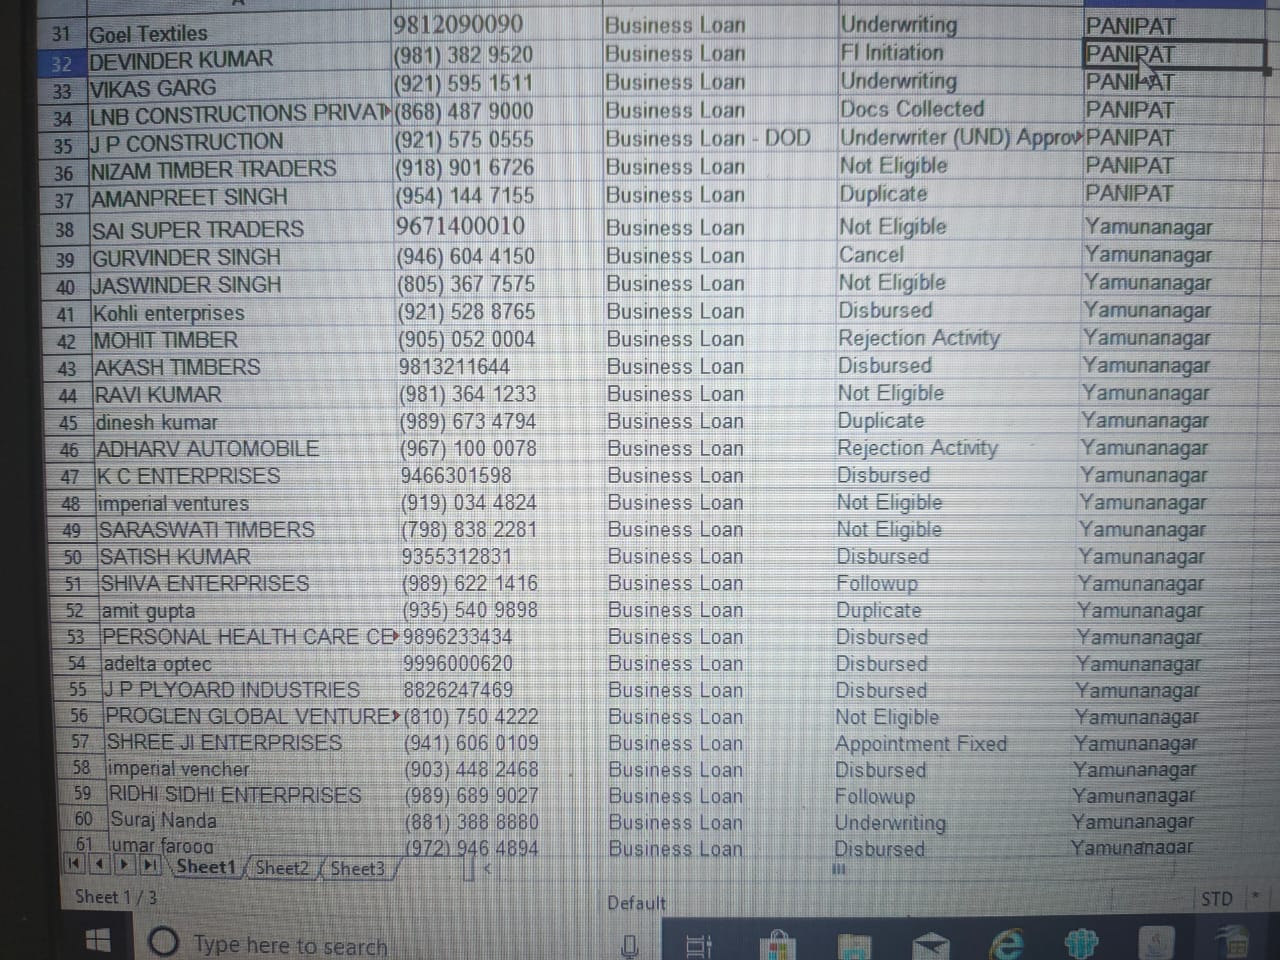 A
31 Goel Textiles 9812090090 Business Loan Underwriting PANIPAT
32 DEVINDER KUMAR (981) 382 9520 Business Loan FI Initiation PANIPAT
33 VIKAS GARG (921) 595 1511 Business Loan Underwriting PANIPAT
34 LNB CONSTRUCTIONS PRIVAT (868) 487 9000 Business Loan Docs Collected PANIPAT
35 J P CONSTRUCTION (921) 575 0555 Business Loan - DOD Underwriter (UND) Approv PANIPAT
36 NIZAM TIMBER TRADERS (918) 901 6726 Business Loan Not Eligible PANIPAT
37 AMANPREET SINGH (954) 144 7155 Business Loan Duplicate PANIPAT
38 SAI SUPER TRADERS 9671400010 Business Loan Not Eligible Yamunanagar
39 GURVINDER SINGH (946) 604 4150 Business Loan Cancel Yamunanagar
40 JASWINDER SINGH (805) 367 7575 Business Loan Not Eligible Yamunanagar
41 Kohli enterprises (921) 528 8765 Business Loan Disbursed Yamunanagar
42 MOHIT TIMBER (905) 052 0004 Business Loan Rejection Activity Yamunanagar
43 AKASH TIMBERS 9813211644 Business Loan Disbursed Yamunanagar
44 RAVI KUMAR (981) 364 1233 Business Loan Not Eligible Yamunanagar
45 dinesh kumar (989) 673 4794 Business Loan Duplicate Yamunanagar
46 ADHARV AUTOMOBILE (967) 100 0078 Business Loan Rejection Activity Yamunanagar
47 K C ENTERPRISES 9466301598 Business Loan Disbursed Yamunanagar
48 imperial ventures (919) 034 4824 Business Loan Not Eligible Yamunanagar
49 SARASWATI TIMBERS (798) 838 2281 Business Loan Not Eligible Yamunanagar
50 SATISH KUMAR 9355312831 Business Loan Disbursed Yamunanagar
51 SHIVA ENTERPRISES (989) 622 1416 Business Loan Followup Yamunanagar
52 amit gupta (935) 540 9898 Business Loan Duplicate Yamunanagar
53 PERSONAL HEALTH CARE CE 9896233434 Business Loan Disbursed Yamunanagar
54 adelta optec 9996000620 Business Loan Disbursed Yamunanagar
55 J P PLYOARD INDUSTRIES 8826247469 Business Loan Disbursed Yamunanagar
56 PROGLEN GLOBAL VENTURE (810) 750 4222 Business Loan Not Eligible Yamunanagar
57 SHREE JI ENTERPRISES (941) 606 0109 Business Loan Appointment Fixed Yamunanagar
58 imperial vencher (903) 448 2468 Business Loan Disbursed Yamunanagar
59 RIDHI SIDHI ENTERPRISES (989) 689 9027 Business Loan Followup Yamunanagar
60 Suraj Nanda (881) 388 8880 Business Loan Underwriting Yamunanagar
61 umar farooq (972) 946 4894 Business Loan Disbursed Yamunanagar
Sheet1 Sheet2 Sheet3
Sheet 1 / 3 Default STD *
Type here to search